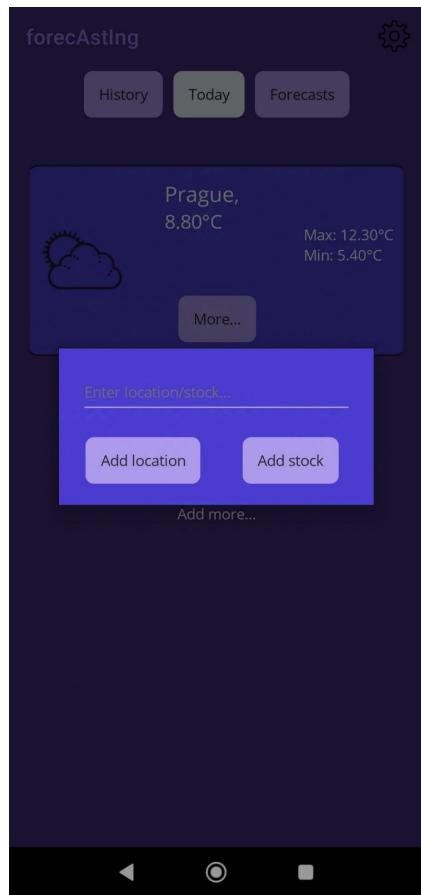 forecAstIng
History Today Forecasts
Prague,
8.80°C
Max: 12.30°C
Min: 5.40°C
More...
Enter location/stock...
Add location Add stock
Add more...